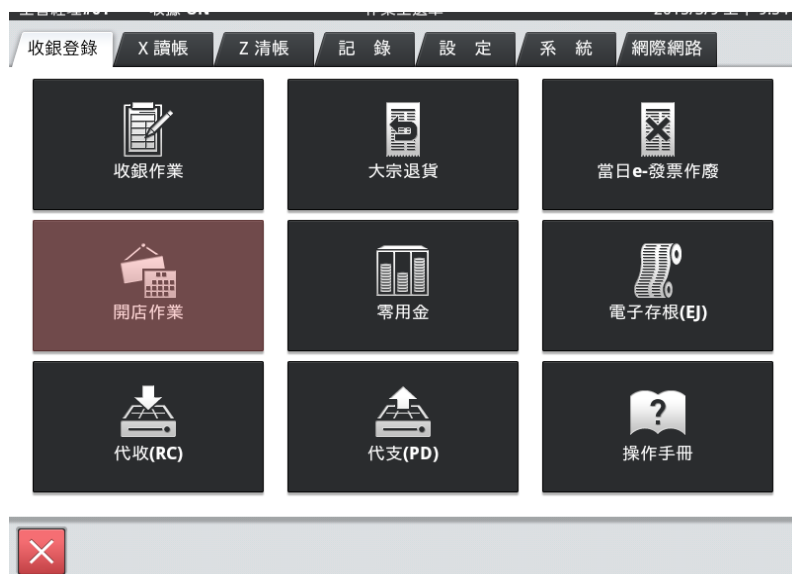 收銀登錄 X 讀帳 Z 清帳 記 錄 設 定 系 統 網際網路
收銀作業 大宗退貨 當日e-發票作廢
開店作業 零用金 電子存根(EJ)
代收(RC) 代支(PD) 操作手冊